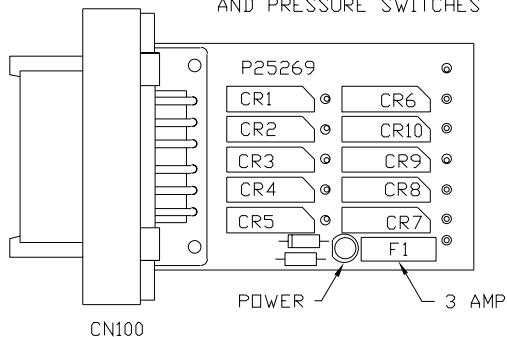 AND PRESSURE SWITCHES
P25269
CR1 CR6
CR2 CR10
CR3 CR9
CR4 CR8
CR5 CR7
F1
POWER 3 AMP
CN100